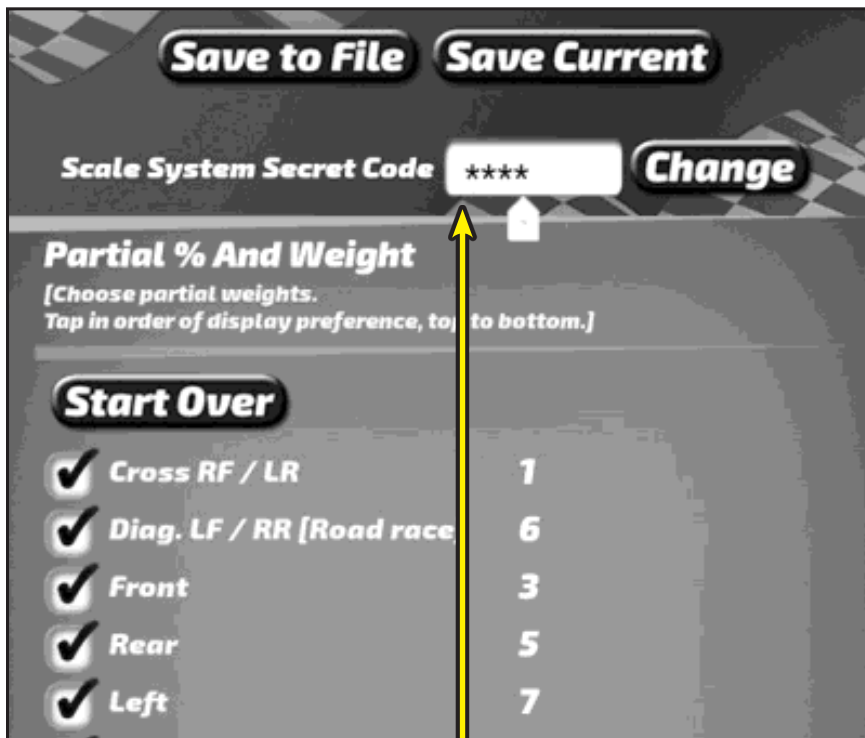 Save to File Save Current
Scale System Secret Code **** Change
Partial % And Weight
[Choose partial weights.
Tap in order of display preference, top to bottom.]
Start Over
Cross RF / LR 1
Diag. LF / RR [Road race 6
Front 3
Rear 5
Left 7